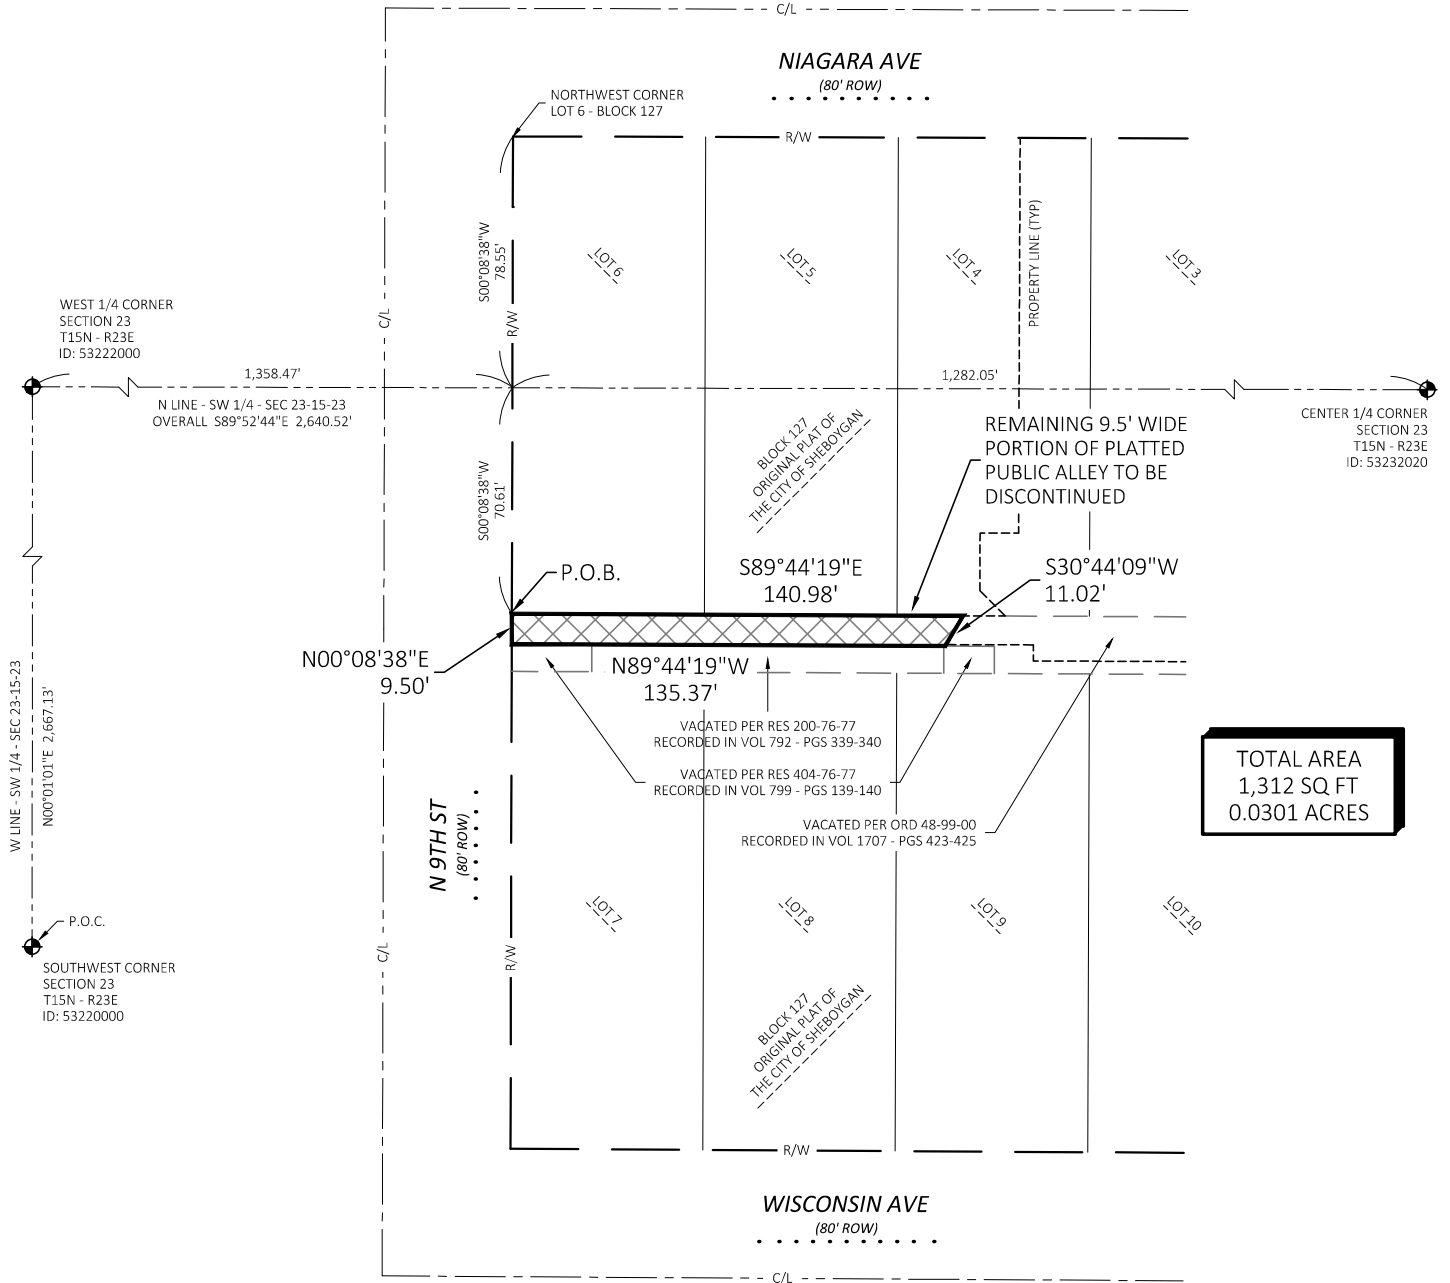 C/L
NIAGARA AVE
(80' ROW)
NORTHWEST CORNER
LOT 6 - BLOCK 127
R/W
S00°08'38"W
78.55'
R/W
C/L
LOT 6
LOT 5
LOT 4
LOT 3
PROPERTY LINE (TYP)
WEST 1/4 CORNER
SECTION 23
T15N - R23E
ID: 53222000
1,358.47'
N LINE - SW 1/4 - SEC 23-15-23
OVERALL S89°52'44"E 2,640.52'
1,282.05'
CENTER 1/4 CORNER
SECTION 23
T15N - R23E
ID: 53232020
REMAINING 9.5' WIDE
PORTION OF PLATTED
PUBLIC ALLEY TO BE
DISCONTINUED
BLOCK 127
ORIGINAL PLAT OF
THE CITY OF SHEBOYGAN
S00°08'38"W
70.61'
P.O.B.
S89°44'19"E
140.98'
S30°44'09"W
11.02'
N00°08'38"E
9.50'
N89°44'19"W
135.37'
W LINE - SW 1/4 - SEC 23-15-23
N00°01'01"E 2,667.13'
VACATED PER RES 200-76-77
RECORDED IN VOL 792 - PGS 339-340
VACATED PER RES 404-76-77
RECORDED IN VOL 799 - PGS 139-140
VACATED PER ORD 48-99-00
RECORDED IN VOL 1707 - PGS 423-425
TOTAL AREA
1,312 SQ FT
0.0301 ACRES
N 9TH ST
(80' ROW)
P.O.C.
SOUTHWEST CORNER
SECTION 23
T15N - R23E
ID: 53220000
C/L
R/W
LOT 7
LOT 8
LOT 9
LOT 10
BLOCK 127
ORIGINAL PLAT OF
THE CITY OF SHEBOYGAN
R/W
WISCONSIN AVE
(80' ROW)
C/L